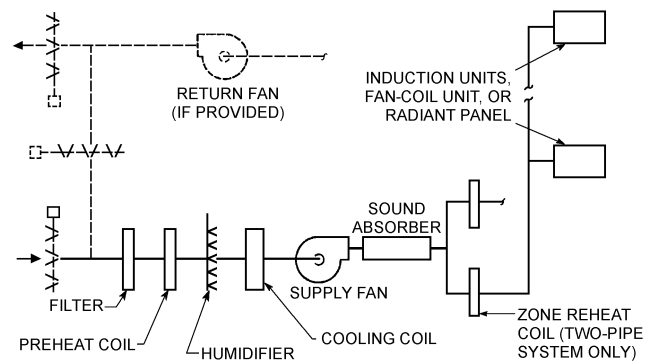 RETURN FAN
(IF PROVIDED)
INDUCTION UNITS,
FAN-COIL UNIT, OR
RADIANT PANEL
SOUND
ABSORBER
SUPPLY FAN
FILTER
PREHEAT COIL
HUMIDIFIER
COOLING COIL
ZONE REHEAT
COIL (TWO-PIPE
SYSTEM ONLY)